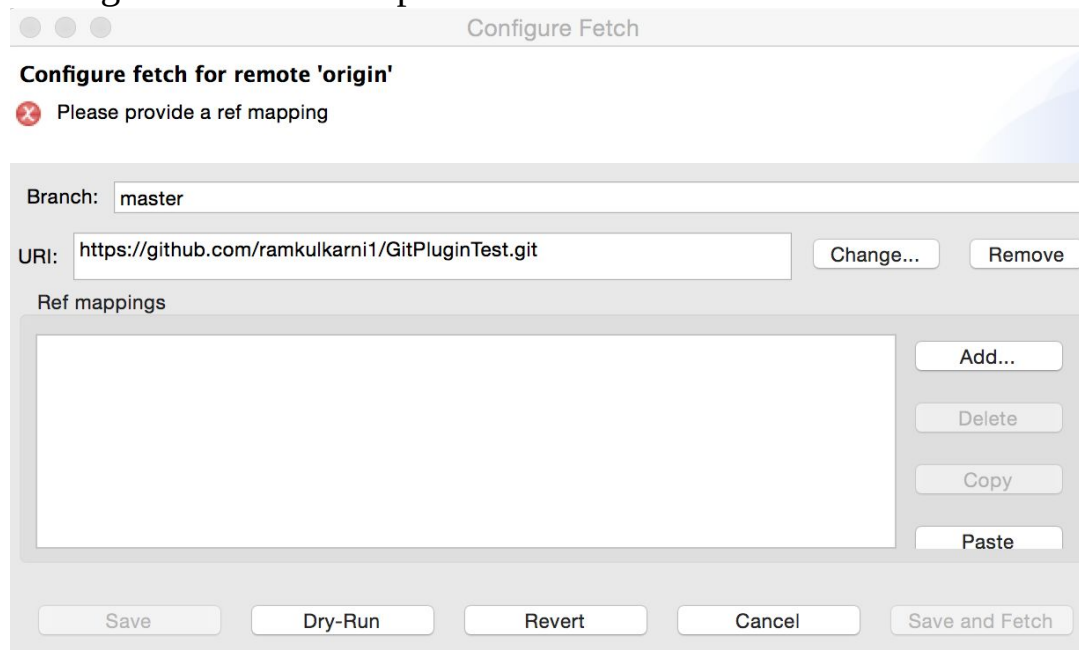 Configure Fetch
Configure fetch for remote 'origin'
Please provide a ref mapping
Branch: master
URI: https://github.com/ramkulkarni1/GitPluginTest.git Change... Remove
Ref mappings
Add...
Delete
Copy
Paste
Save Dry-Run Revert Cancel Save and Fetch